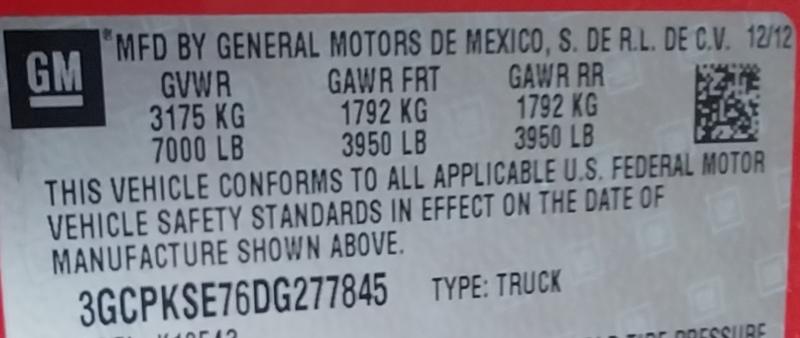 GM
® MFD BY GENERAL MOTORS DE MEXICO, S. DE R.L. DE C.V. 12/12
GVWR GAWR FRT GAWR RR
3175 KG 1792 KG 1792 KG
7000 LB 3950 LB 3950 LB
THIS VEHICLE CONFORMS TO ALL APPLICABLE U.S. FEDERAL MOTOR
VEHICLE SAFETY STANDARDS IN EFFECT ON THE DATE OF
MANUFACTURE SHOWN ABOVE.
3GCPKSE76DG277845 TYPE: TRUCK
PRESSURE